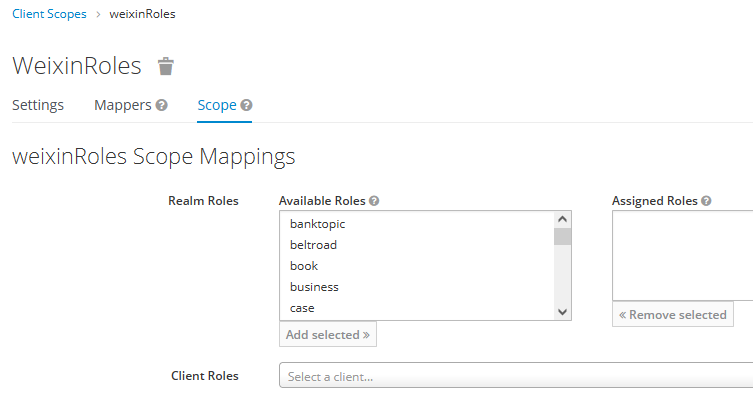 Client Scopes › weixinRoles
WeixinRoles
Settings Mappers ? Scope ?
weixinRoles Scope Mappings
Realm Roles Available Roles ? Assigned Roles ?
banktopic
beltroad
book
business
case
Add selected » « Remove selected
Client Roles Select a client...